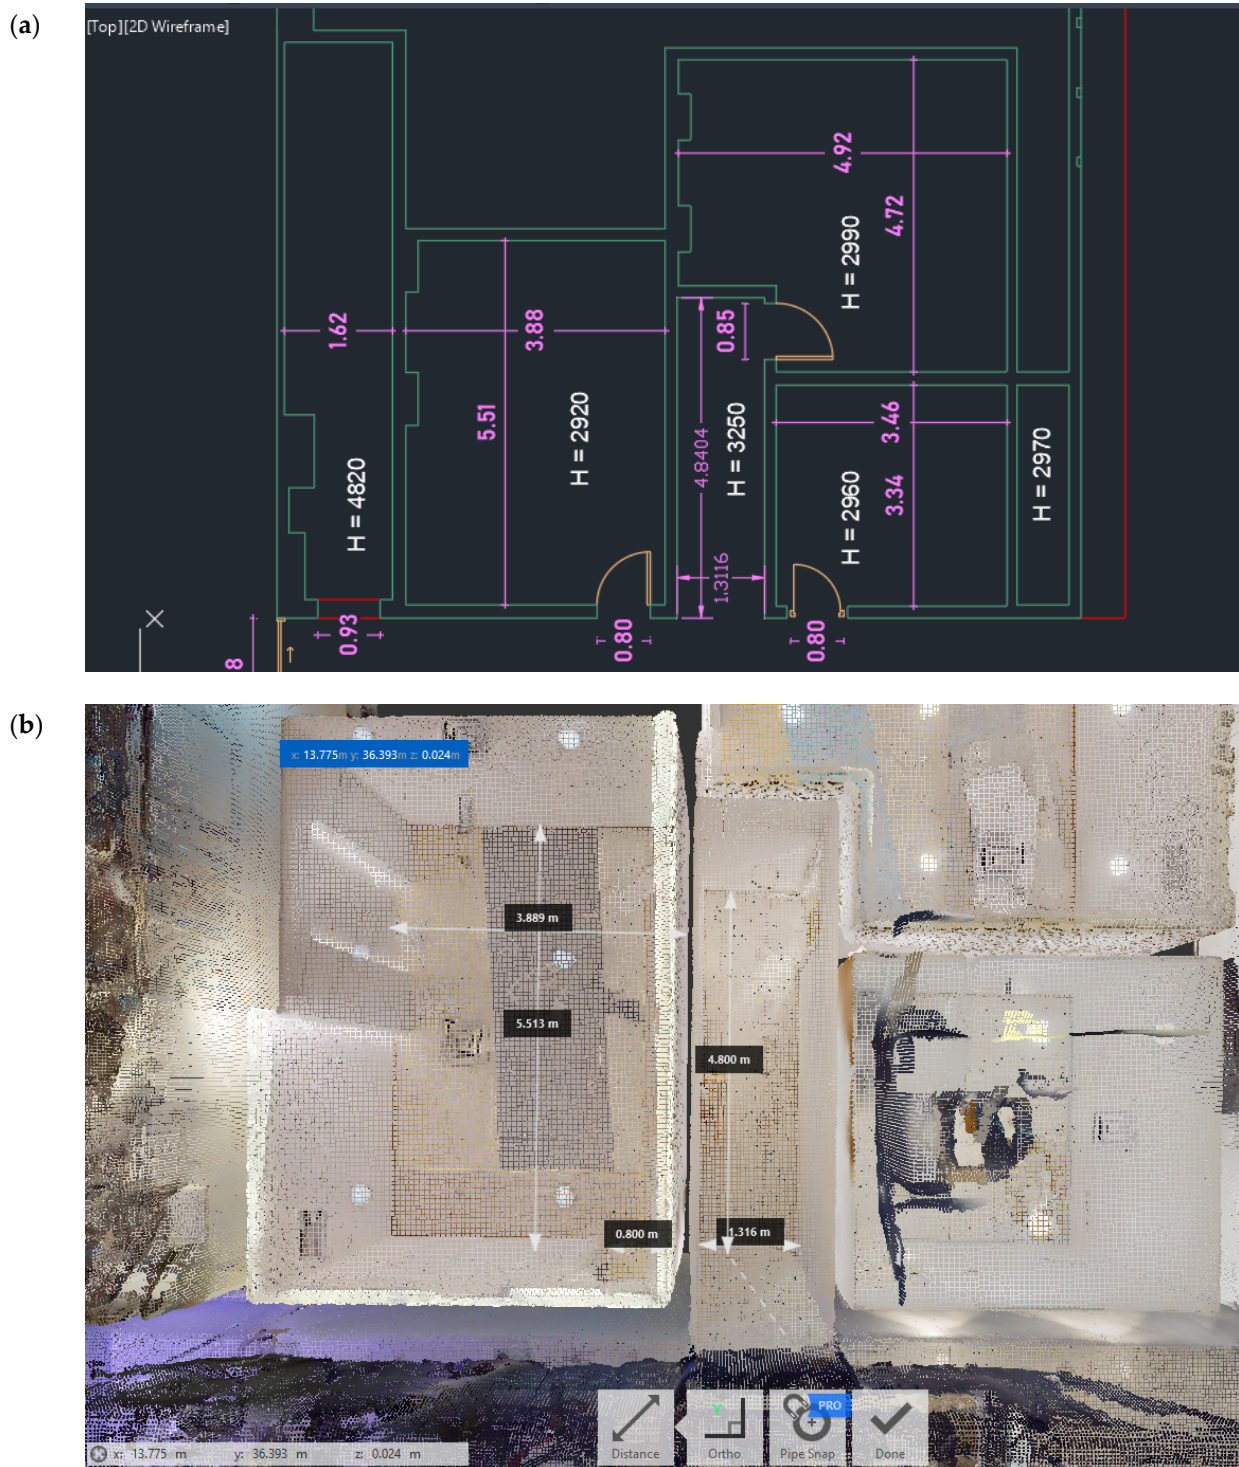 (a)
[Top][2D Wireframe]
4.92
4.72
H = 2990
1.62
3.88
0.85
5.51
H = 2920
4.8404
H = 3250
3.46
3.34
H = 2960
H = 2970
H = 4820
1.3116
0.93
0.80
0.80
8
(b)
x: 13.775m y: 36.393m z: 0.024m
3.889 m
5.513 m
4.800 m
0.800 m
1.316 m
PRO
Y
Distance
Ortho
Pipe Snap
Done
x: 13.775 m y: 36.393 m z: 0.024 m